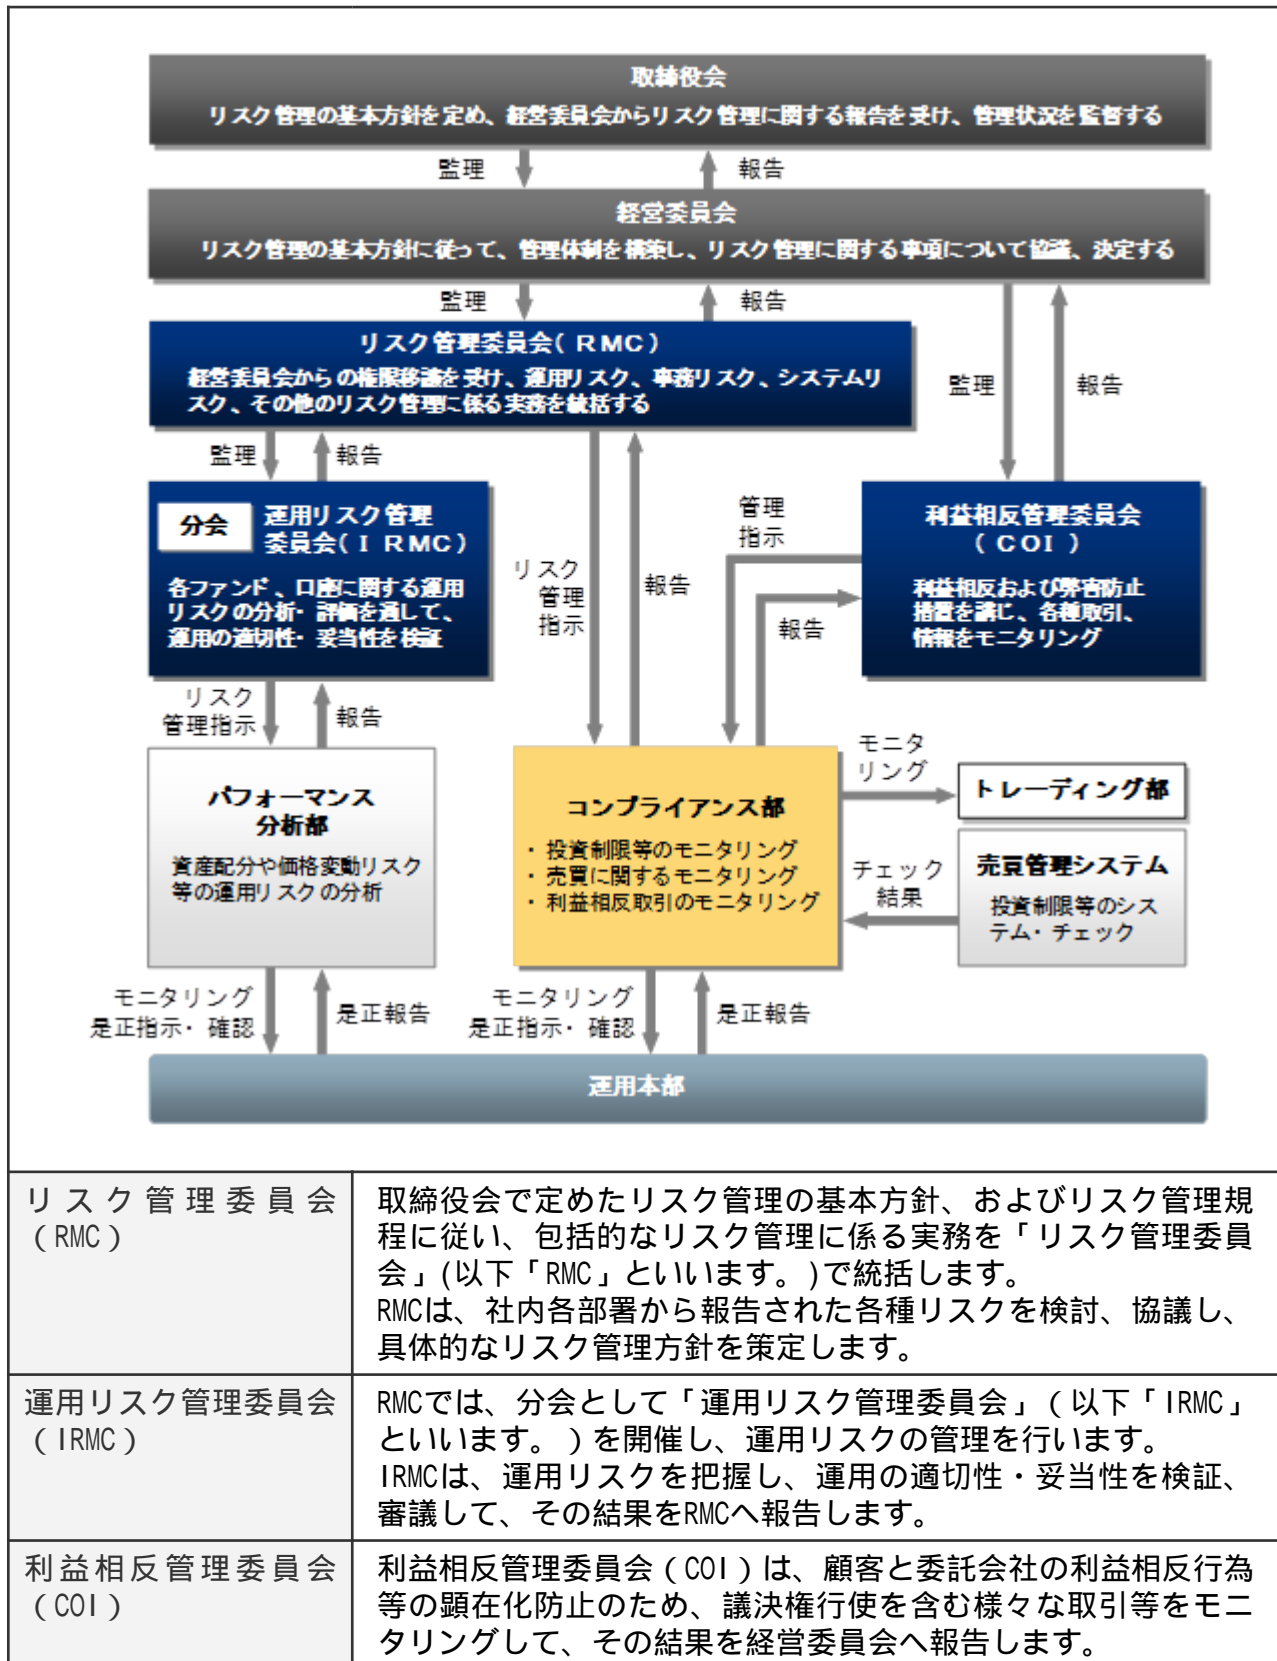 取締役会
リスク管理の基本方針を定め、経営委員会からリスク管理に関する報告を受け、管理状況を監督する
監理
報告
経営委員会
リスク管理の基本方針に従って、管理体制を構築し、リスク管理に関する事項について協議、決定する
監理
報告
リスク管理委員会(RMC)
経営委員会からの権限移譲を受け、運用リスク、事務リスク、システムリ
スク、その他のリスク管理に係る実務を統括する
監理
報告
監理
報告
分会
運用リスク管理
委員会(IRMC)
各ファンド、口座に関する運用
リスクの分析・評価を通して、
運用の適切性・妥当性を検証
リスク
管理
指示
報告
管理
指示
報告
利益相反管理委員会
(COI)
利益相反および弊害防止
措置を講じ、各種取引、
情報をモニタリング
リスク
管理指示
報告
パフォーマンス
分析部
資産配分や価格変動リスク
等の運用リスクの分析
コンプライアンス部
・投資制限等のモニタリング
・売買に関するモニタリング
・利益相反取引のモニタリング
モニタ
リング
トレーディング部
チェック
結果
売買管理システム
投資制限等のシス
テム・チェック
モニタリング
是正指示・確認
是正報告
モニタリング
是正指示・確認
是正報告
運用本部
リスク管理委員会
(RMC)
取締役会で定めたリスク管理の基本方針、およびリスク管理規
程に従い、包括的なリスク管理に係る実務を「リスク管理委員
会」(以下「RMC」といいます。)で統括します。
RMCは、社内各部署から報告された各種リスクを検討、協議し、
具体的なリスク管理方針を策定します。
運用リスク管理委員会
(IRMC)
RMCでは、分会として「運用リスク管理委員会」(以下「IRMC」
といいます。)を開催し、運用リスクの管理を行います。
IRMCは、運用リスクを把握し、運用の適切性・妥当性を検証、
審議して、その結果をRMCへ報告します。
利益相反管理委員会
(COI)
利益相反管理委員会(COI)は、顧客と委託会社の利益相反行為
等の顕在化防止のため、議決権行使を含む様々な取引等をモニ
タリングして、その結果を経営委員会へ報告します。